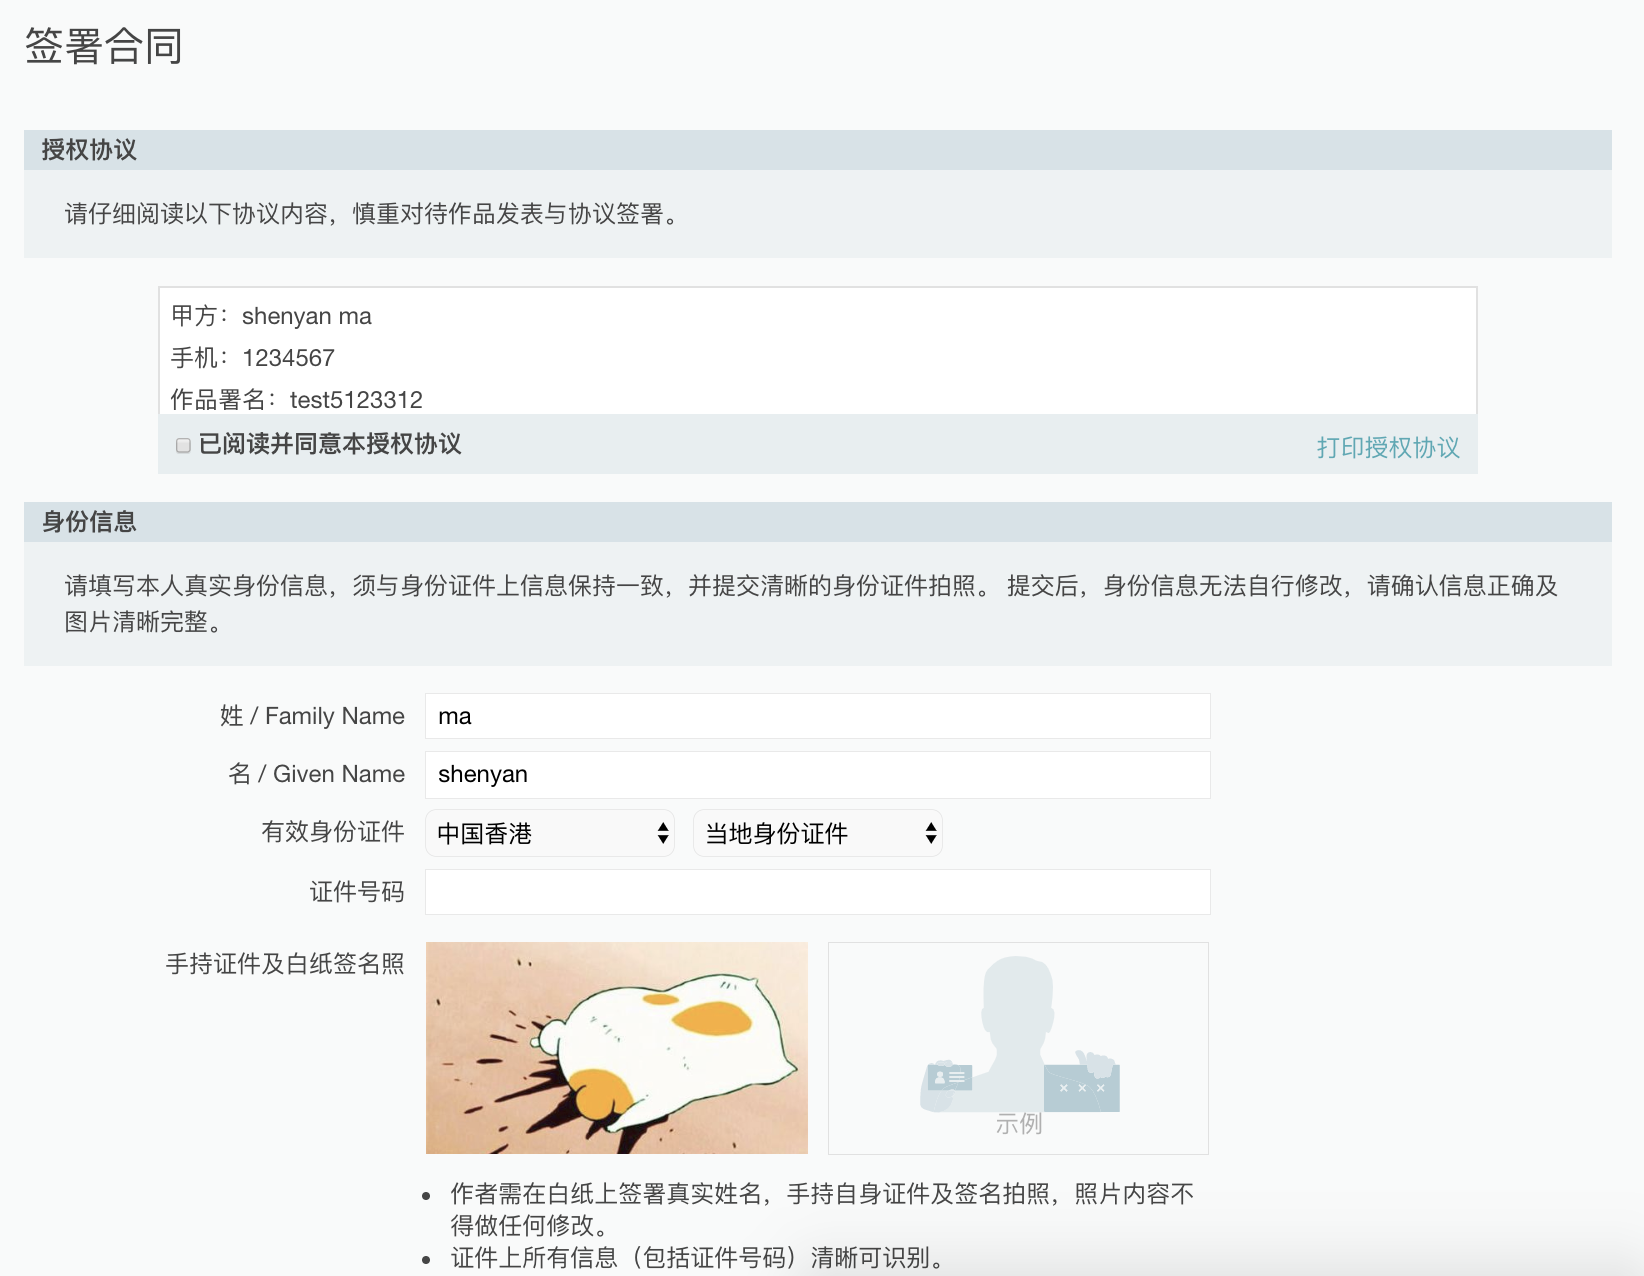 签署合同
授权协议
请仔细阅读以下协议内容，慎重对待作品发表与协议签署。
甲方：shenyan ma
手机：1234567
作品署名：test5123312
已阅读并同意本授权协议
打印授权协议
身份信息
请填写本人真实身份信息，须与身份证件上信息保持一致，并提交清晰的身份证件拍照。 提交后，身份信息无法自行修改，请确认信息正确及
图片清晰完整。
姓 / Family Name
ma
名 / Given Name
shenyan
有效身份证件
中国香港
当地身份证件
证件号码
手持证件及白纸签名照
示例
作者需在白纸上签署真实姓名，手持自身证件及签名拍照，照片内容不
得做任何修改。
证件上所有信息（包括证件号码）清晰可识别。